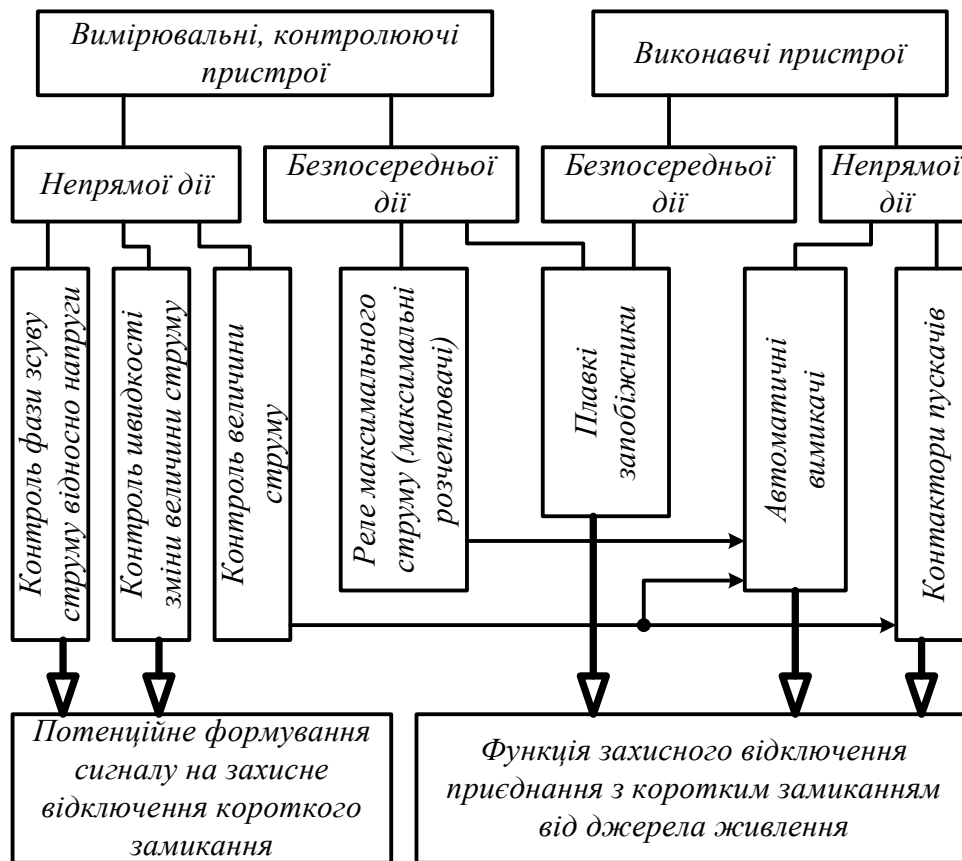 Вимірювальні, контролюючі
пристрої
Виконавчі пристрої
Непрямої дії
Безпосередньої
дії
Безпосередньої
дії
Непрямої
дії
Контроль фази зсуву
струму відносно напруги
Контроль швидкості
зміни величини струму
Контроль величини
струму
Реле максимального
струму (максимальні
розчеплювачі)
Плавкі
запобіжники
Автоматичні
вимикачі
Контактори пускачів
Потенційне формування
сигналу на захисне
відключення короткого
замикання
Функція захисного відключення
приєднання з коротким замиканням
від джерела живлення